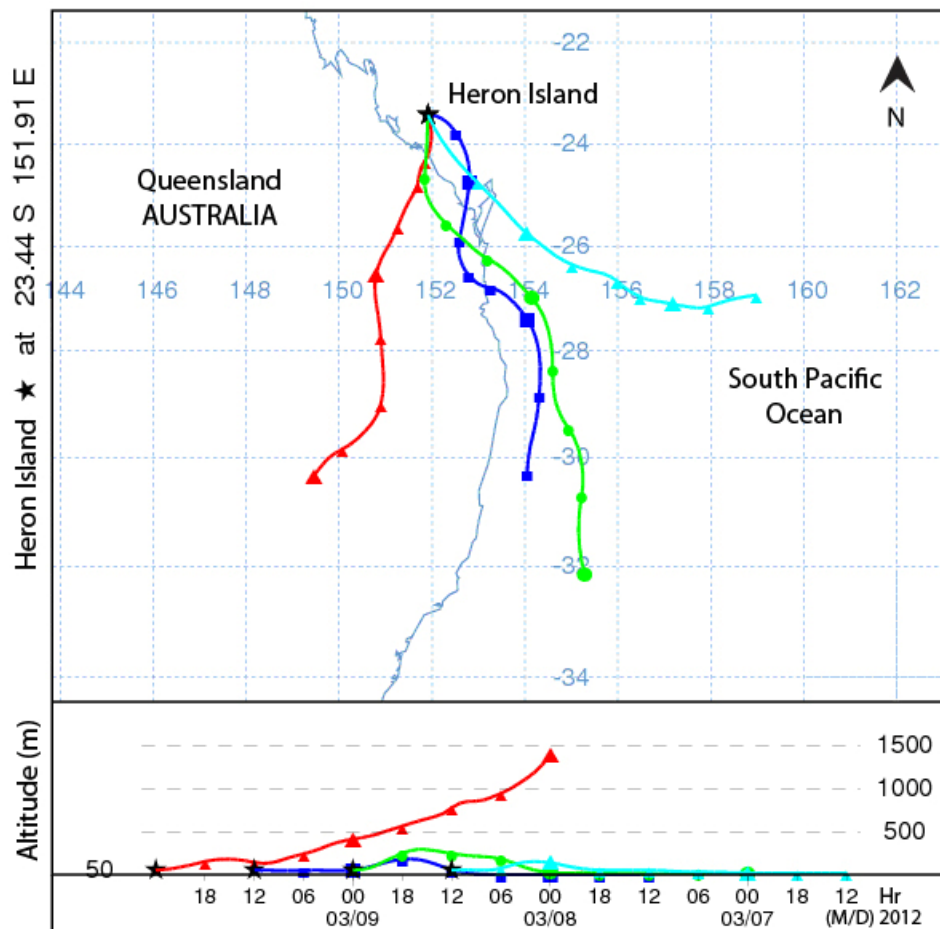 Heron Island ★ at 23.44 S 151.91 E
-22
Heron Island
N
-24
Queensland
AUSTRALIA
-26
144 146 148 150 152 154 156 158 160 162
-28
South Pacific
Ocean
-30
-32
-34
Altitude (m)
1500
1000
500
50
18 12 06 00 18 12 06 00 18 12 06 00 18 12 Hr
03/09 03/08 03/07 (M/D) 2012